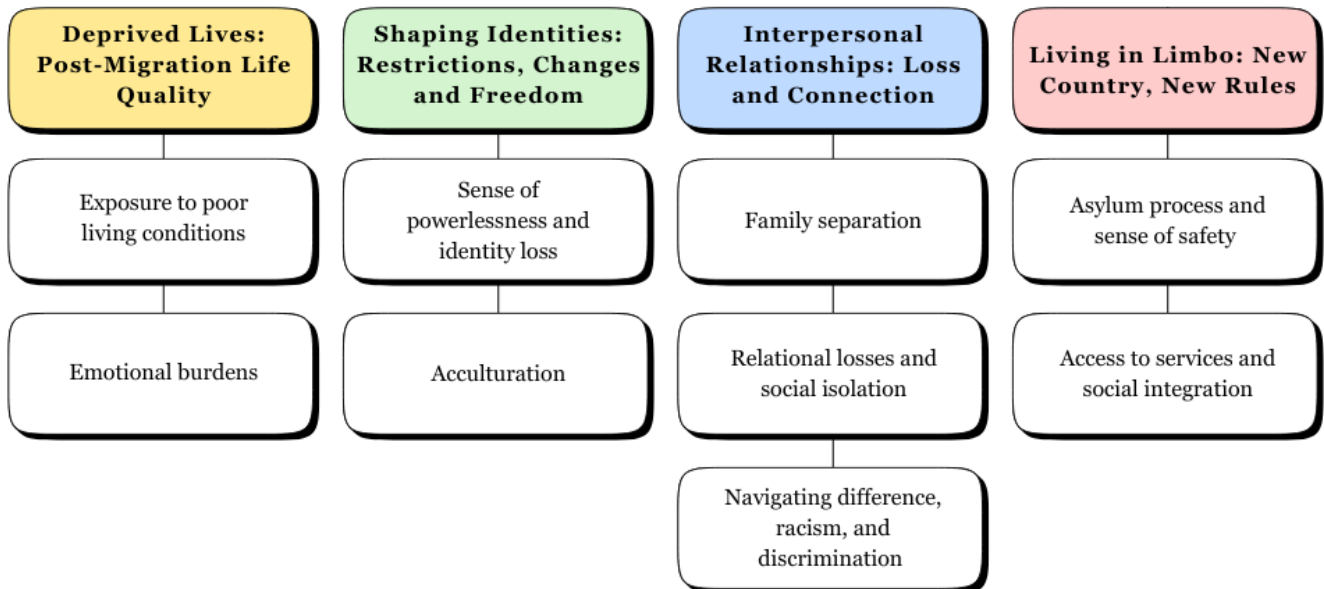 Deprived Lives:
Post-Migration Life
Quality
Exposure to poor
living conditions
Emotional burdens
Shaping Identities:
Restrictions, Changes
and Freedom
Sense of
powerlessness and
identity loss
Acculturation
Interpersonal
Relationships: Loss
and Connection
Family separation
Relational losses and
social isolation
Navigating difference,
racism, and
discrimination
Living in Limbo: New
Country, New Rules
Asylum process and
sense of safety
Access to services and
social integration